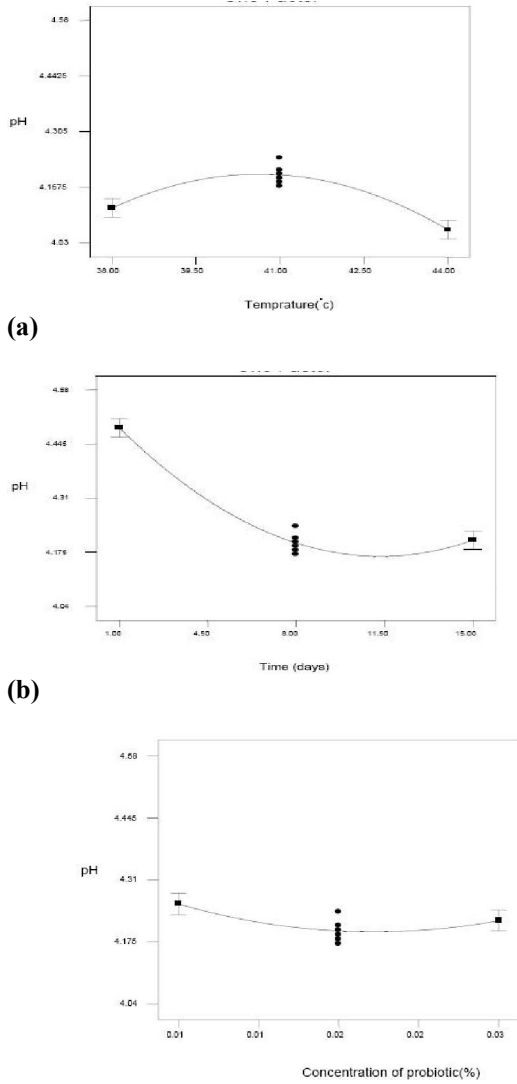 4.58
4.4425
4.305
pH
4.1675
4.03
38.00 39.50 41.00 42.50 44.00
Temprature(°c)
(a)
4.58
4.445
pH
4.31
4.175
4.04
1.00 4.50 8.00 11.50 15.00
Time (days)
(b)
4.58
4.445
4.31
pH
4.175
4.04
0.01 0.01 0.02 0.02 0.03
Concentration of probiotic(%)